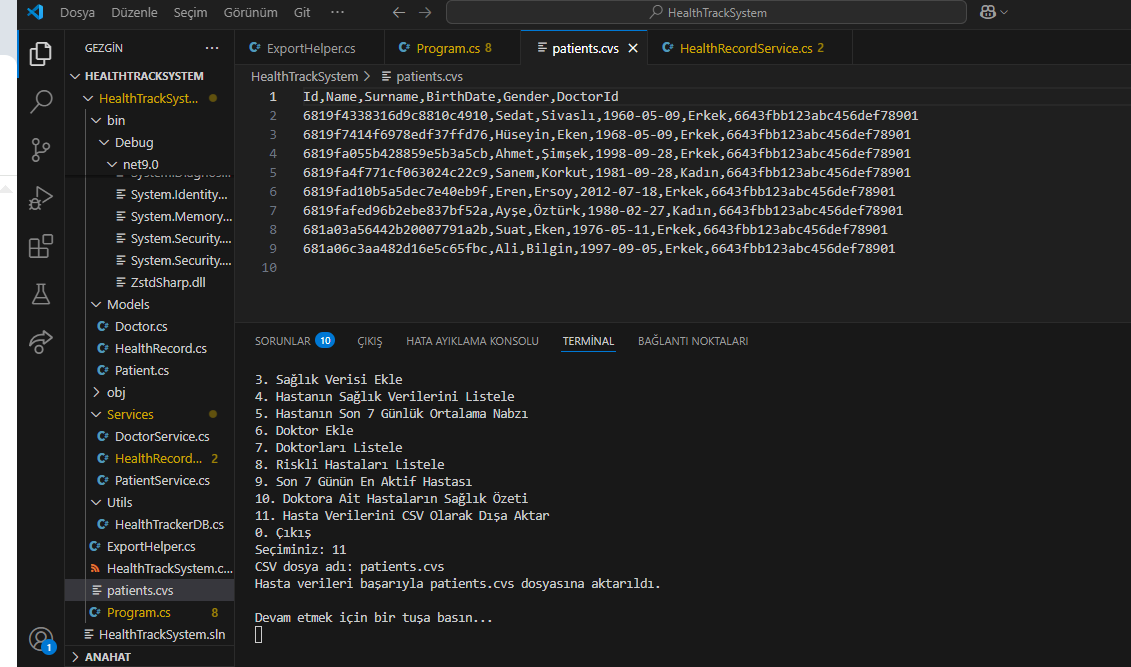 Dosya Düzenle Seçim Görünüm Git ··· HealthTrackSystem
GEZGİN ···
HEALTHTRACKSYSTEM
HealthTrackSyst...
bin
Debug
net9.0
System.Diagnos...
System.Identity...
System.Memory...
System.Security....
System.Security....
ZstdSharp.dll
Models
Doctor.cs
HealthRecord.cs
Patient.cs
obj
Services
DoctorService.cs
HealthRecord... 2
PatientService.cs
Utils
HealthTrackerDB.cs
ExportHelper.cs
HealthTrackSystem.c...
patients.cvs
Program.cs 8
HealthTrackSystem.sln
ANAHAT
1
ExportHelper.cs Program.cs 8 patients.cvs HealthRecordService.cs 2
HealthTrackSystem > patients.cvs
1 Id,Name,Surname,BirthDate,Gender,DoctorId
2 6819f4338316d9c8810c4910,Sedat,Sivaslı,1960-05-09,Erkek,6643fbb123abc456def78901
3 6819f7414f6978edf37ffd76,Hüseyin,Eken,1968-05-09,Erkek,6643fbb123abc456def78901
4 6819fa055b428859e5b3a5cb,Ahmet,Şimşek,1998-09-28,Erkek,6643fbb123abc456def78901
5 6819fa4f771cf063024c22c9,Sanem,Korkut,1981-09-28,Kadın,6643fbb123abc456def78901
6 6819fad10b5a5dec7e40eb9f,Eren,Ersoy,2012-07-18,Erkek,6643fbb123abc456def78901
7 6819fafed96b2ebe837bf52a,Ayşe,Öztürk,1980-02-27,Kadın,6643fbb123abc456def78901
8 681a03a56442b20007791a2b,Suat,Eken,1976-05-11,Erkek,6643fbb123abc456def78901
9 681a06c3aa482d16e5c65fbc,Ali,Bilgin,1997-09-05,Erkek,6643fbb123abc456def78901
10
SORUNLAR 10 ÇIKIŞ HATA AYIKLAMA KONSOLU TERMİNAL BAĞLANTI NOKTALARI
3. Sağlık Verisi Ekle
4. Hastanın Sağlık Verilerini Listele
5. Hastanın Son 7 Günlük Ortalama Nabzı
6. Doktor Ekle
7. Doktorları Listele
8. Riskli Hastaları Listele
9. Son 7 Günün En Aktif Hastası
10. Doktora Ait Hastaların Sağlık Özeti
11. Hasta Verilerini CSV Olarak Dışa Aktar
0. Çıkış
Seçiminiz: 11
CSV dosya adı: patients.cvs
Hasta verileri başarıyla patients.cvs dosyasına aktarıldı.
Devam etmek için bir tuşa basın...